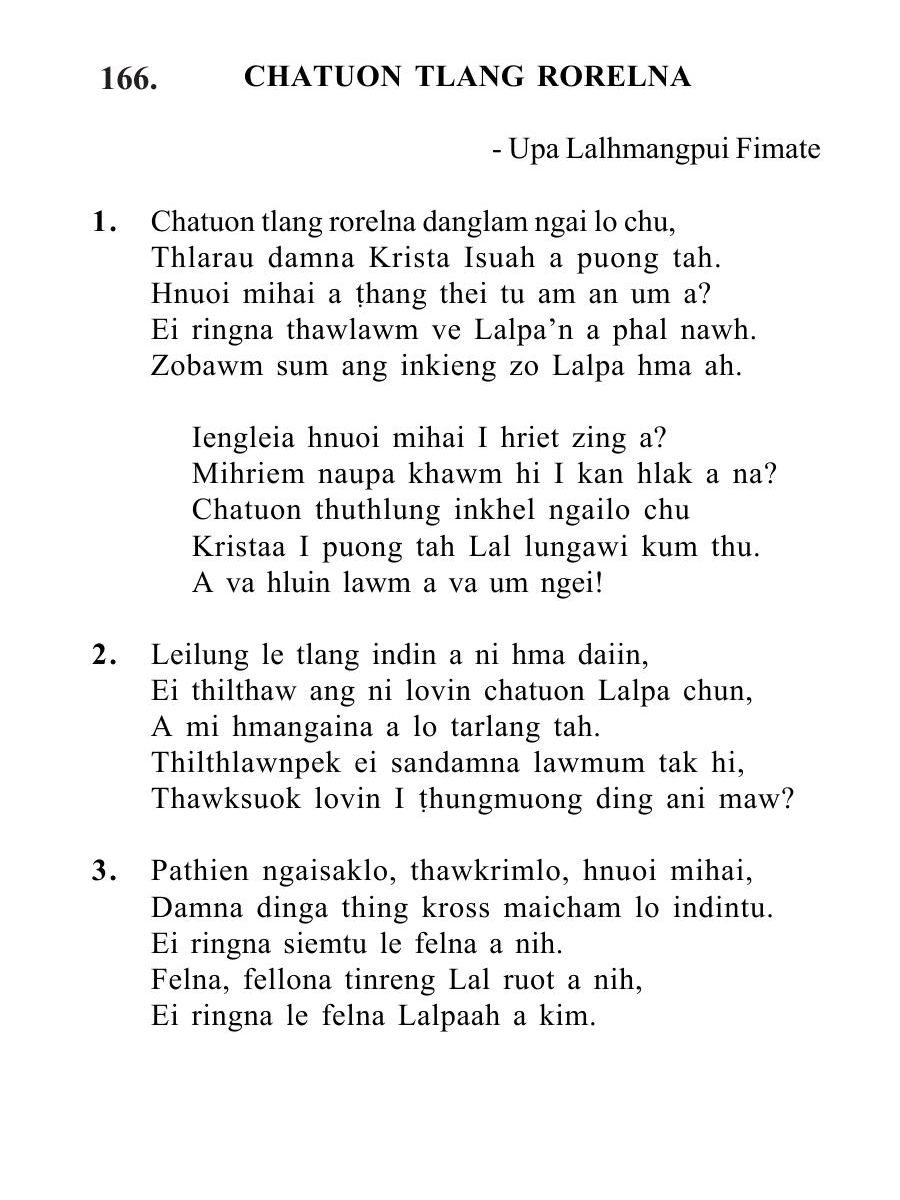 166. CHATUON TLANG RORELNA
- Upa Lalhmangpui Fimate
1. Chatuon tlang rorelna danglam ngai lo chu,
Thlarau damna Krista Isuah a puong tah.
Hnuoi mihai a ṭhang thei tu am an um a?
Ei ringna thawlawm ve Lalpa’n a phal nawh.
Zobawm sum ang inkieng zo Lalpa hma ah.
Iengleia hnuoi mihai I hriet zing a?
Mihriem naupa khawm hi I kan hlak a na?
Chatuon thuthlung inkhel ngailo chu
Kristaa I puong tah Lal lungawi kum thu.
A va hluin lawm a va um ngei!
2. Leilung le tlang indin a ni hma daiin,
Ei thilthaw ang ni lovin chatuon Lalpa chun,
A mi hmangaina a lo tarlang tah.
Thilthlawnpek ei sandamna lawmum tak hi,
Thawksuok lovin I ṭhungmuong ding ani maw?
3. Pathien ngaisaklo, thawkrimlo, hnuoi mihai,
Damna dinga thing kross maicham lo indintu.
Ei ringna siemtu le felna a nih.
Felna, fellona tinreng Lal ruot a nih,
Ei ringna le felna Lalpaah a kim.